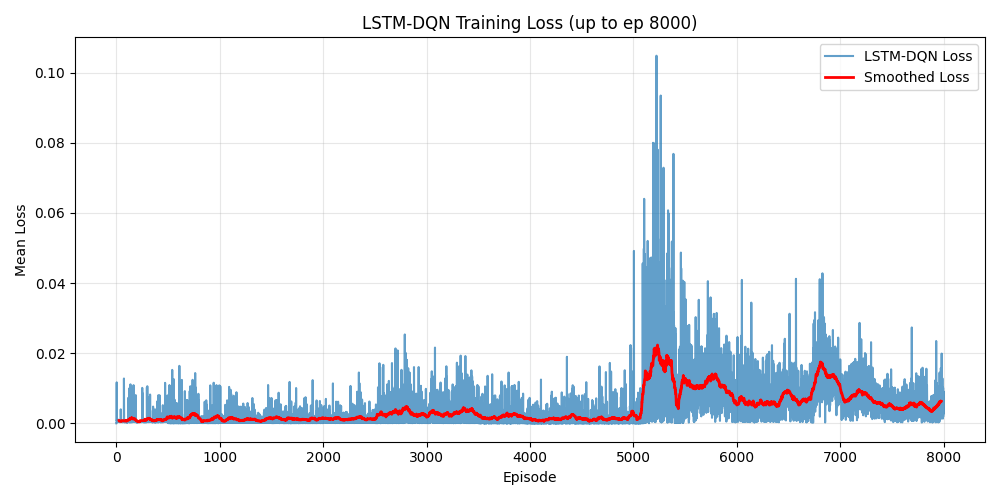 LSTM-DQN Training Loss (up to ep 8000)
LSTM-DQN Loss
Smoothed Loss
Mean Loss
0.10
0.08
0.06
0.04
0.02
0.00
0 1000 2000 3000 4000 5000 6000 7000 8000
Episode